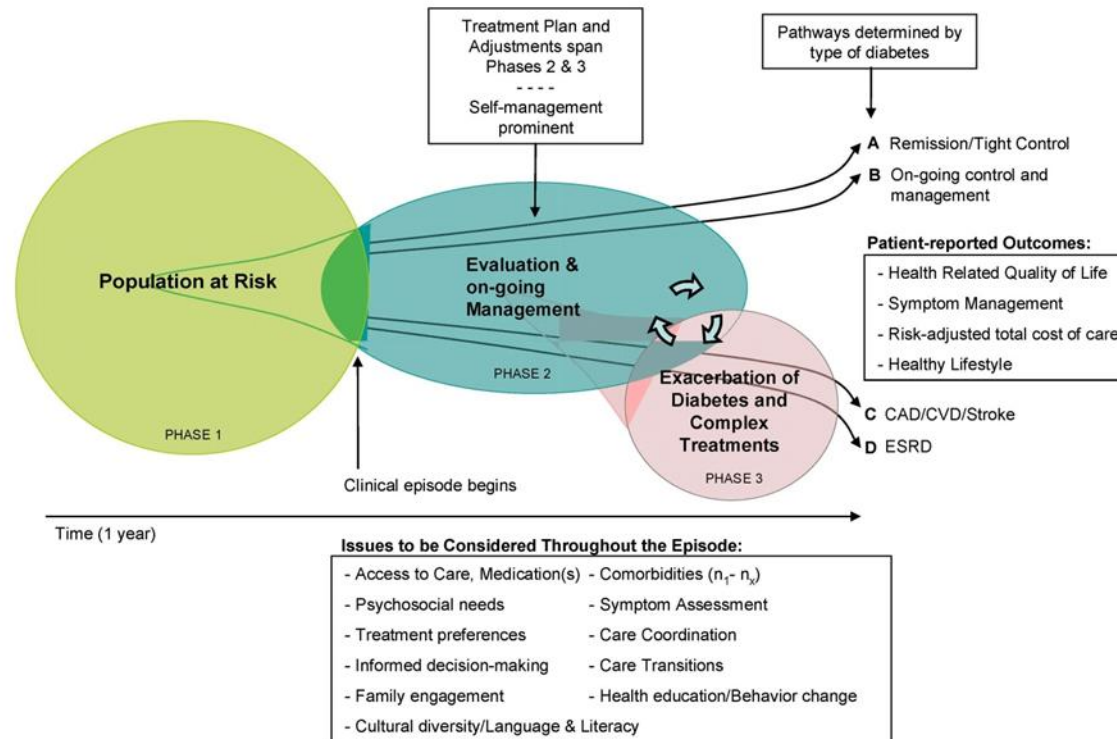 Treatment Plan and
Adjustments span
Phases 2 & 3
- - - -
Self-management
prominent
Pathways determined by
type of diabetes
A Remission/Tight Control
B On-going control and
management
Population at Risk
PHASE 1
Evaluation &
on-going
Management
PHASE 2
Exacerbation of
Diabetes and
Complex
Treatments
PHASE 3
Patient-reported Outcomes:
- Health Related Quality of Life
- Symptom Management
- Risk-adjusted total cost of care
- Healthy Lifestyle
C CAD/CVD/Stroke
D ESRD
Clinical episode begins
Time (1 year)
Issues to be Considered Throughout the Episode:
- Access to Care, Medication(s)
- Psychosocial needs
- Treatment preferences
- Informed decision-making
- Family engagement
- Cultural diversity/Language & Literacy
- Comorbidities (n₁- nₓ)
- Symptom Assessment
- Care Coordination
- Care Transitions
- Health education/Behavior change